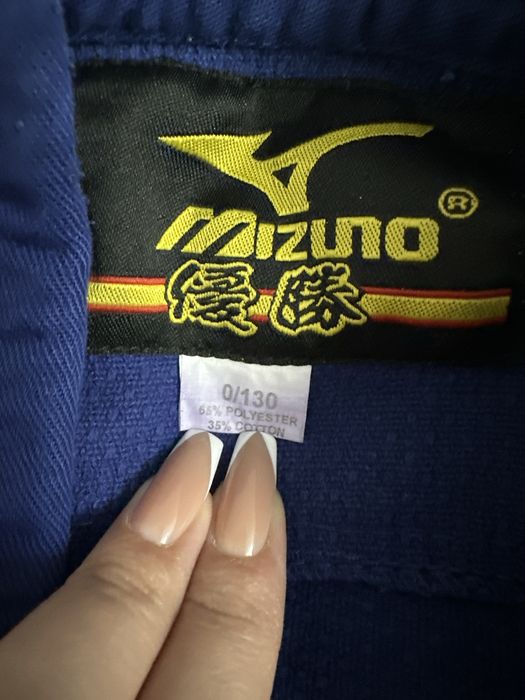 MIZUNO ®
優勝
0/130
65% POLYESTER
35% COTTON